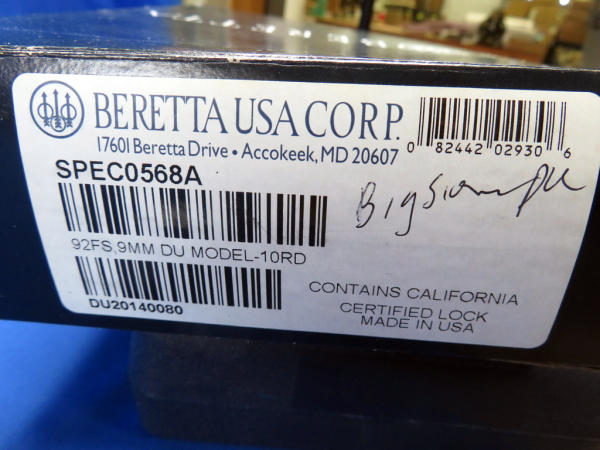 BERETTA USA CORP.
17601 Beretta Drive • Accokeek, MD 20607
0 82442 02930 6
SPEC0568A
92FS,9MM DU MODEL-10RD
DU20140080
CONTAINS CALIFORNIA
CERTIFIED LOCK
MADE IN USA